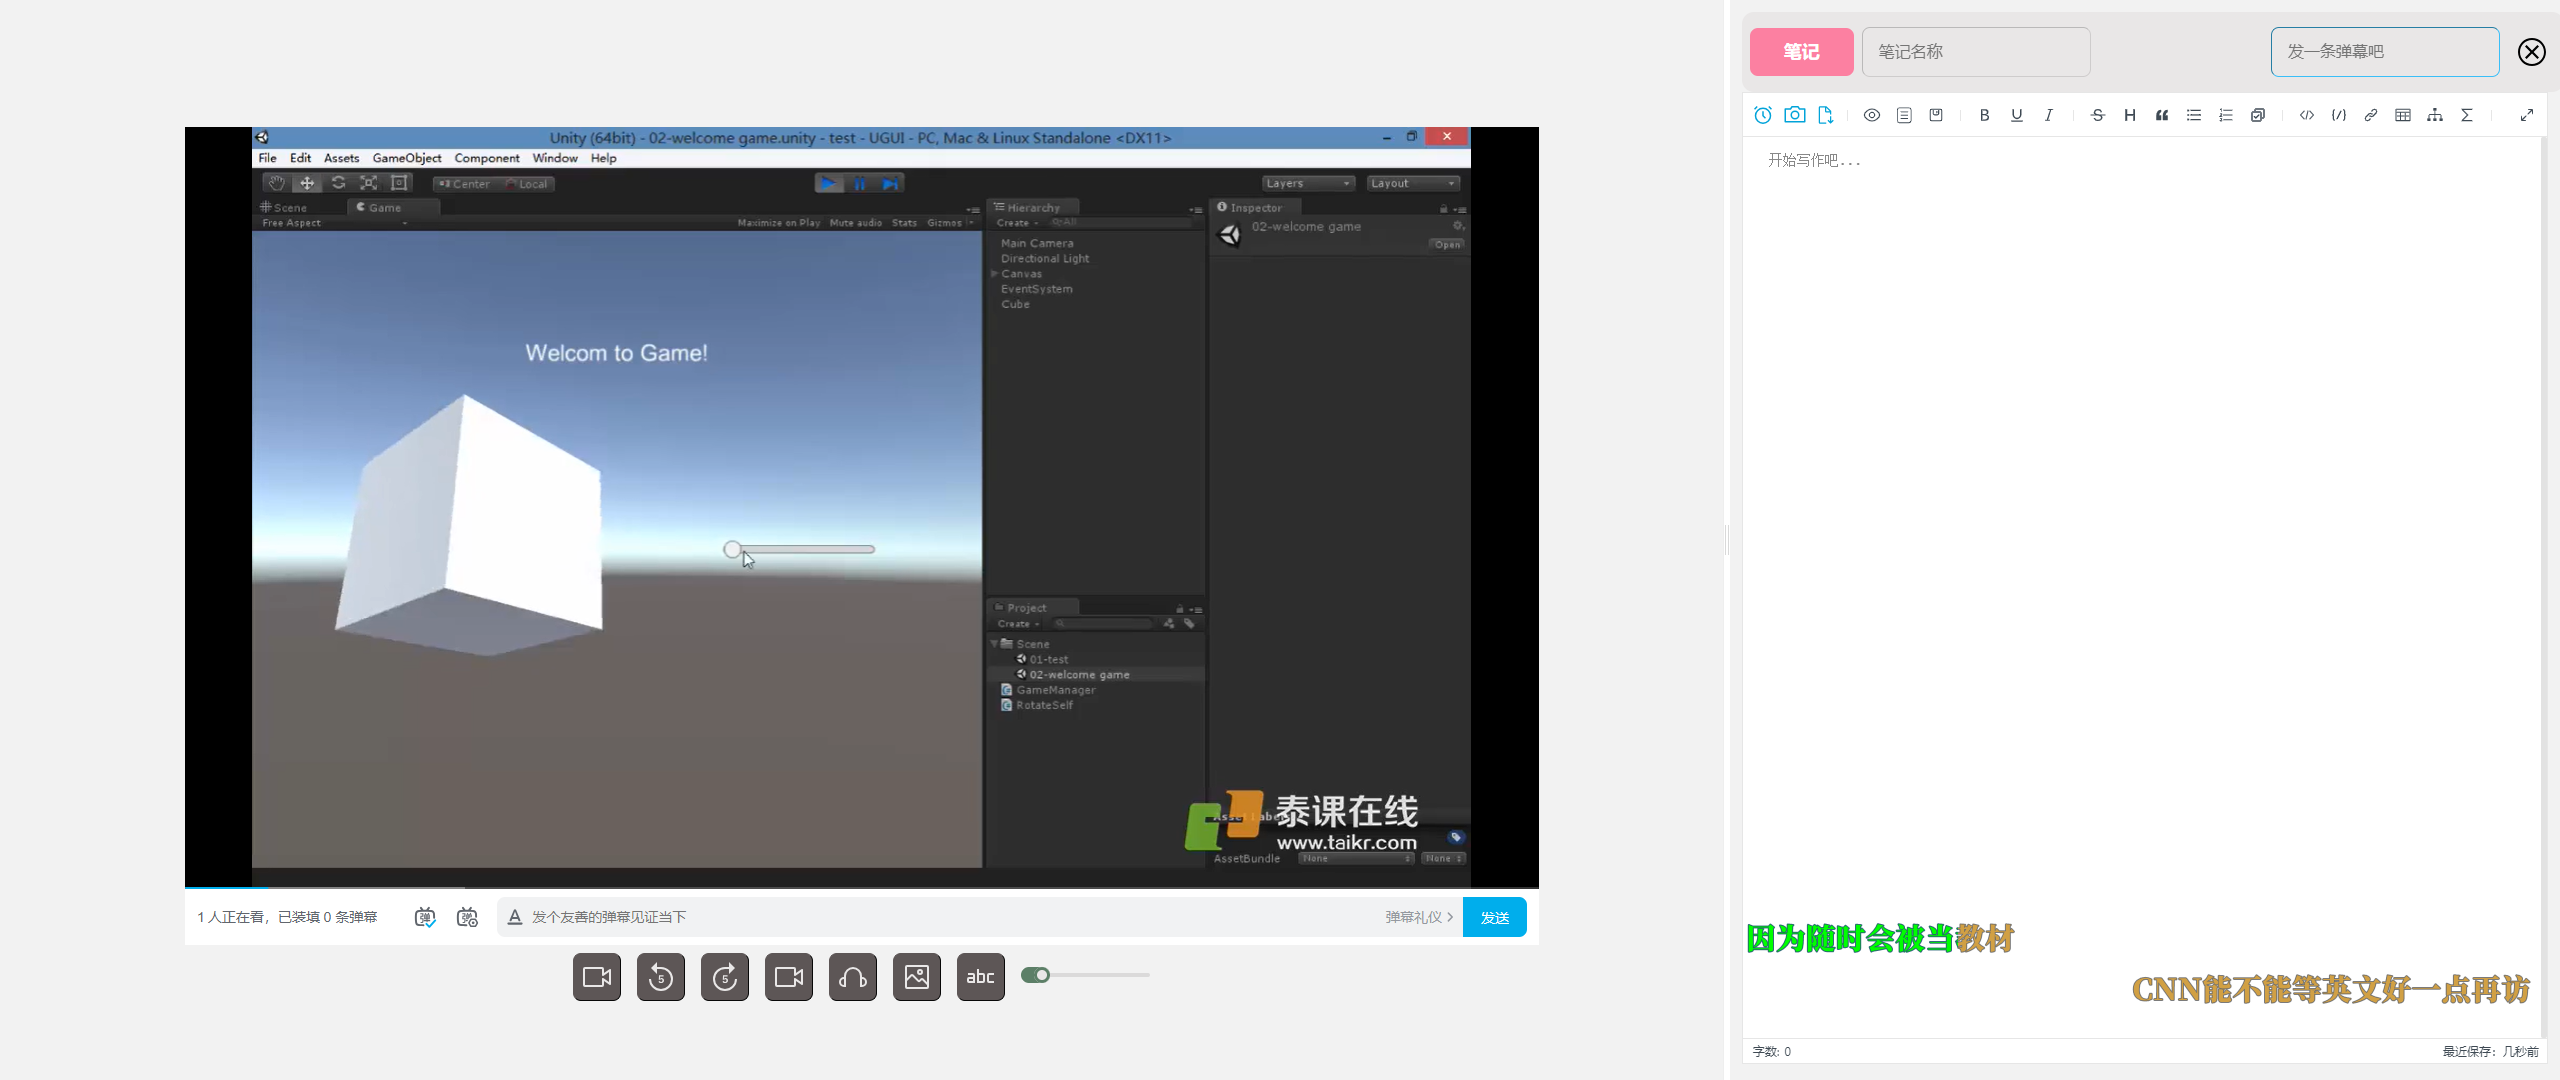 笔记
笔记名称
发一条弹幕吧
开始写作吧...
Unity (64bit) - 02-welcome game.unity - test - UGUI - PC, Mac & Linux Standalone <DX11>
File Edit Assets GameObject Component Window Help
Center Local
Layers Layout
Scene Game
Free Aspect
Maximize on Play Mute audio Stats Gizmos
Welcom to Game!
Hierarchy
Create All
Main Camera
Directional Light
Canvas
EventSystem
Cube
Inspector
02-welcome game
Open
Project
Create
Scene
01-test
02-welcome game
GameManager
RotateSelf
泰课在线
www.taikr.com
AssetBundle None None
1 人正在看，已装填 0 条弹幕
发个友善的弹幕见证当下
弹幕礼仪
发送
5
5
abc
因为随时会被当教材
CNN能不能等英文好一点再访
字数: 0
最近保存：几秒前